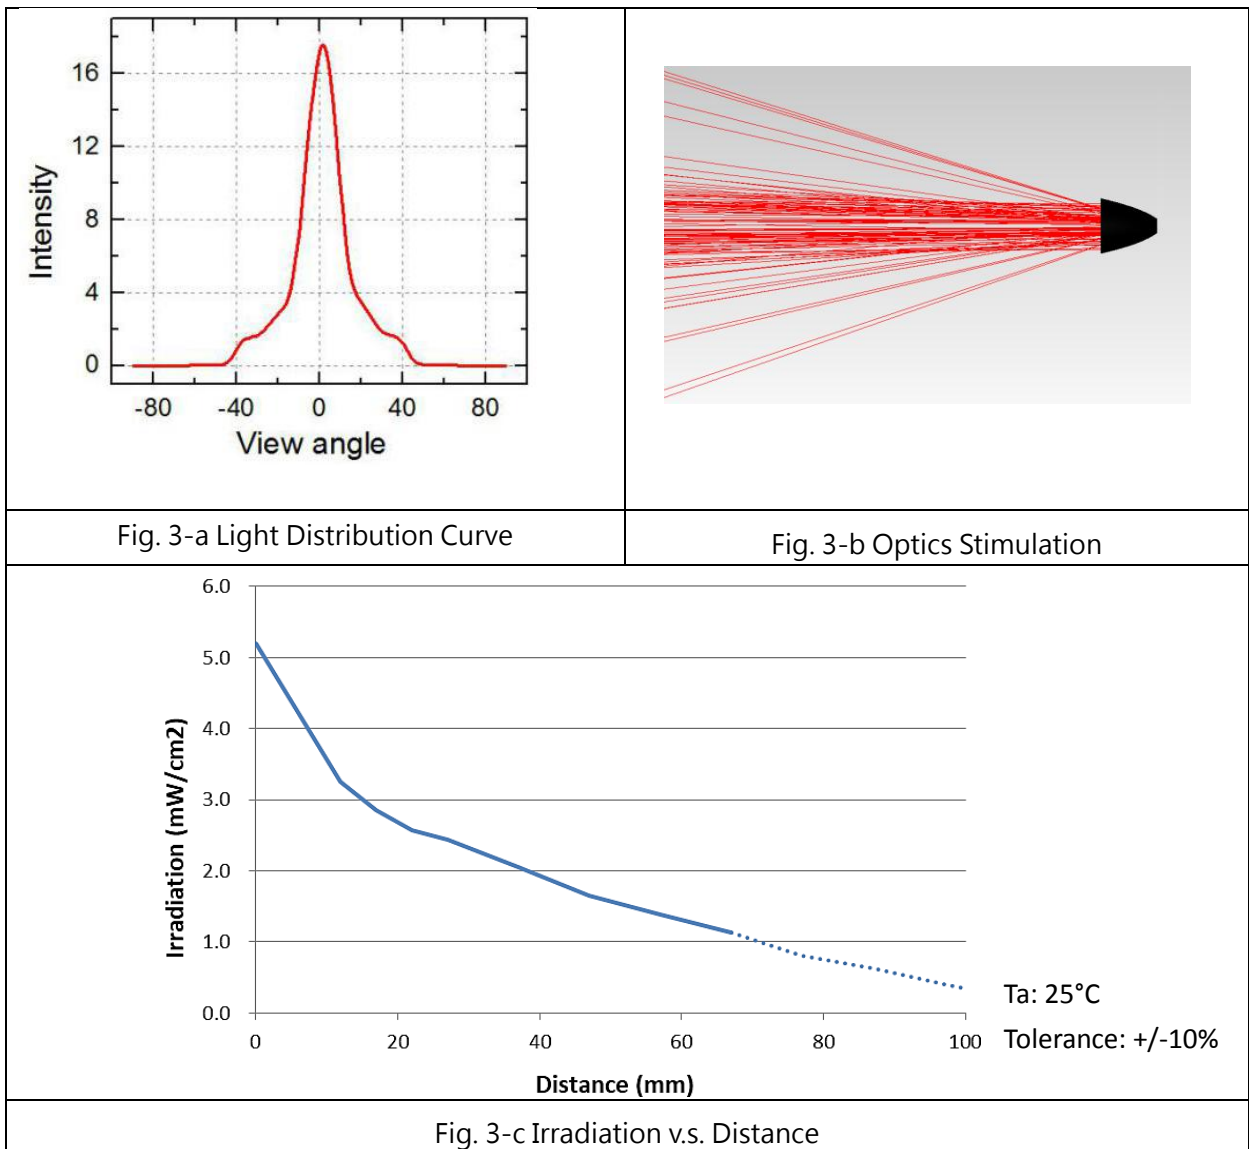 16
12
8
4
0
Intensity
-80 -40 0 40 80
View angle
Fig. 3-a Light Distribution Curve
Fig. 3-b Optics Stimulation
6.0
5.0
4.0
3.0
2.0
1.0
0.0
Irradiation (mW/cm2)
0 20 40 60 80 100
Distance (mm)
Ta: 25°C
Tolerance: +/-10%
Fig. 3-c Irradiation v.s. Distance